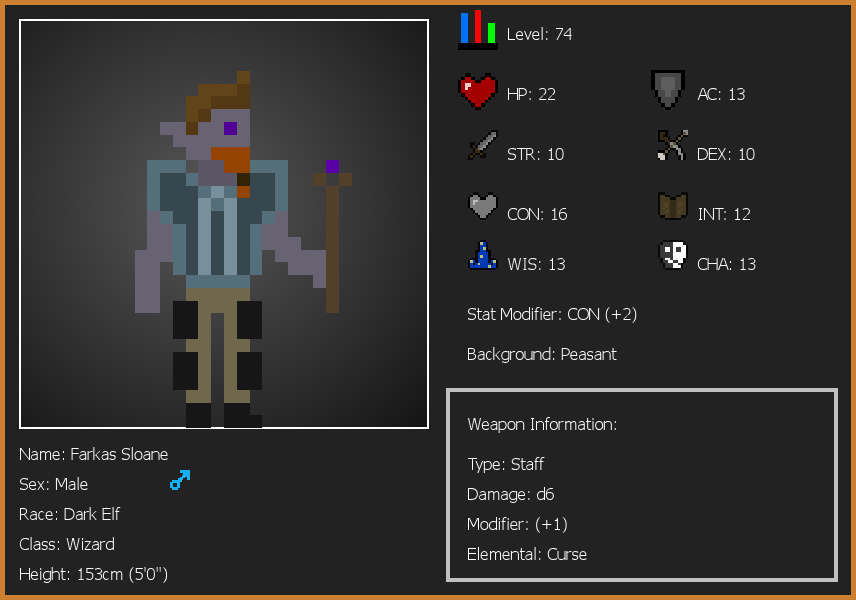 Level: 74
HP: 22
AC: 13
STR: 10
DEX: 10
CON: 16
INT: 12
WIS: 13
CHA: 13
Stat Modifier: CON (+2)
Background: Peasant
Weapon Information:
Type: Staff
Damage: d6
Modifier: (+1)
Elemental: Curse
Name: Farkas Sloane
Sex: Male
Race: Dark Elf
Class: Wizard
Height: 153cm (5'0")